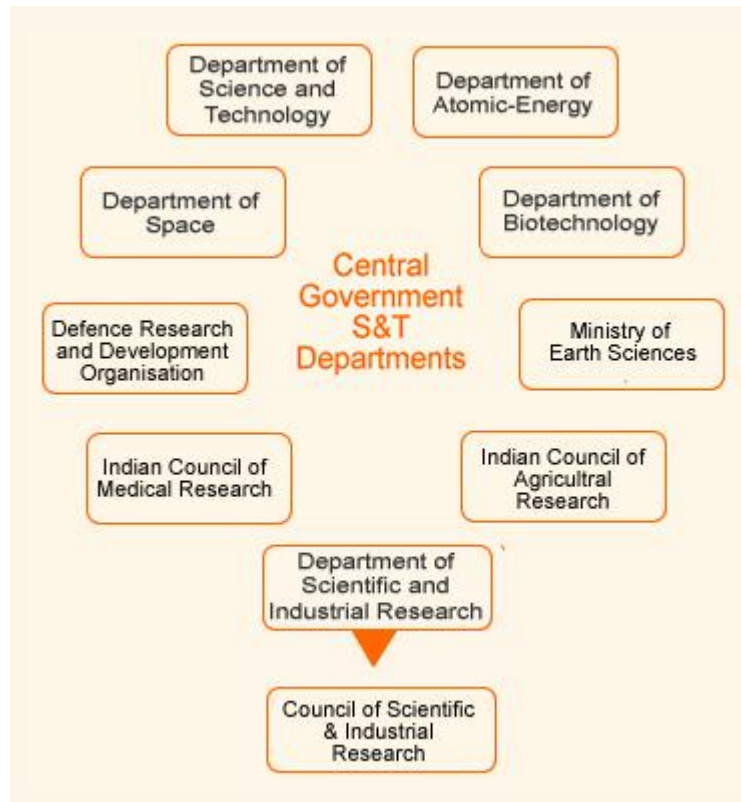 Department of
Science and
Technology
Department of
Atomic-Energy
Department of
Space
Department of
Biotechnology
Central
Government
S&T
Departments
Defence Research
and Development
Organisation
Ministry of
Earth Sciences
Indian Council of
Medical Research
Indian Council of
Agricultral
Research
Department of
Scientific and
Industrial Research
Council of Scientific
& Industrial
Research